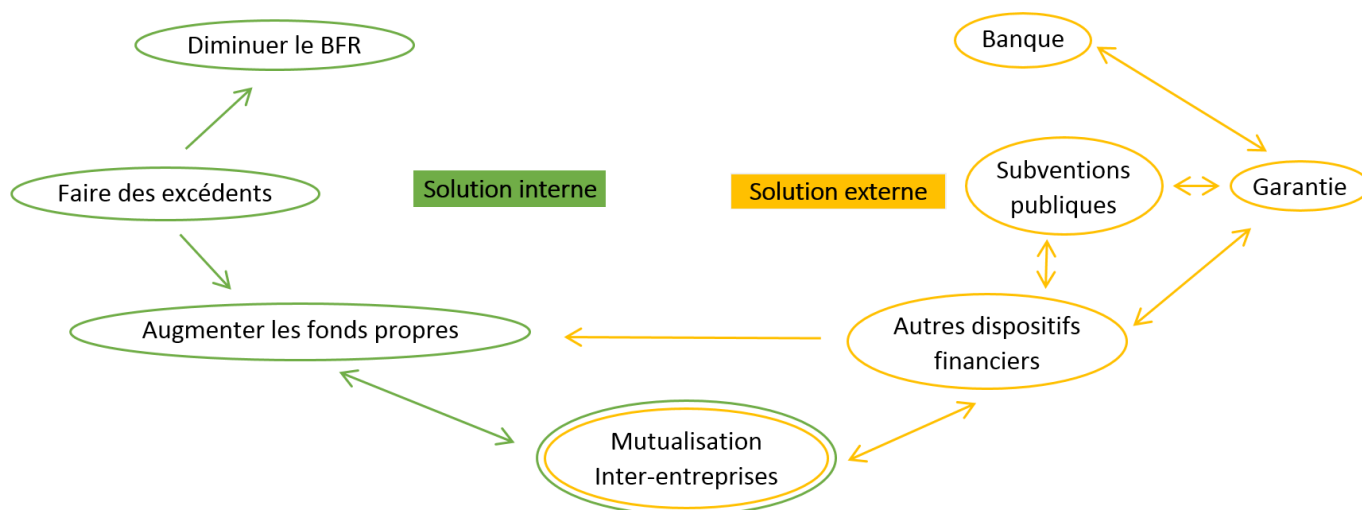 Diminuer le BFR
Banque
Faire des excédents
Solution interne
Solution externe
Subventions
publiques
Garantie
Augmenter les fonds propres
Autres dispositifs
financiers
Mutualisation
Inter-entreprises